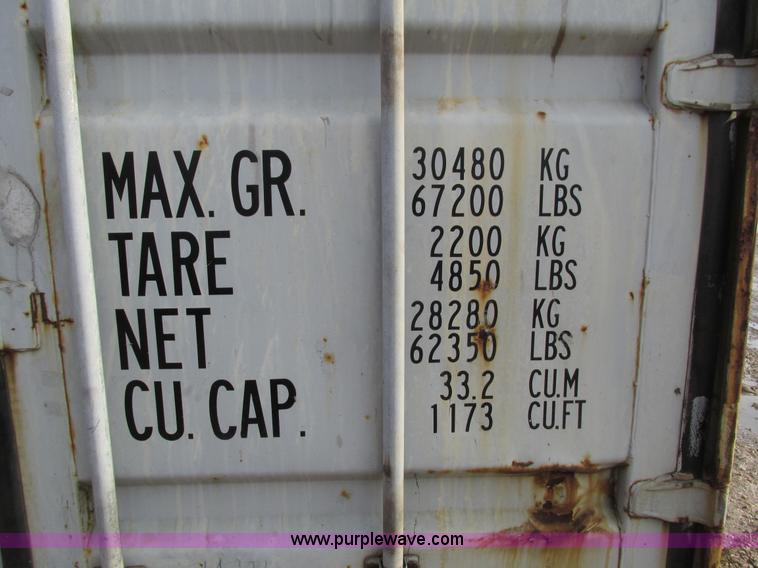 MAX. GR. 30480 KG
67200 LBS
TARE 2200 KG
4850 LBS
NET 28280 KG
62350 LBS
CU. CAP. 33.2 CU.M
1173 CU.FT
www.purplewave.com